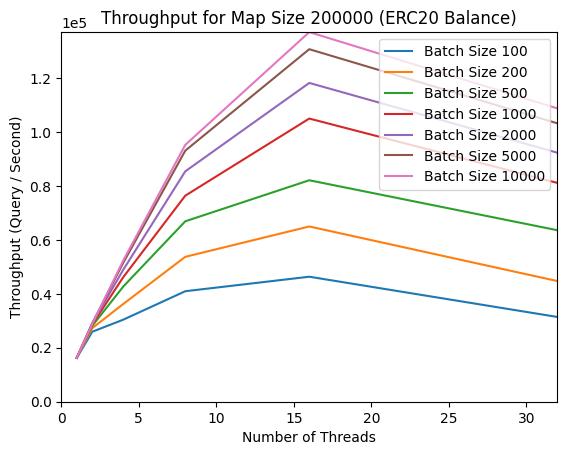 Throughput for Map Size 200000 (ERC20 Balance)
1e5
Batch Size 100
Batch Size 200
Batch Size 500
Batch Size 1000
Batch Size 2000
Batch Size 5000
Batch Size 10000
1.2
1.0
0.8
0.6
0.4
0.2
0.0
Throughput (Query / Second)
0 5 10 15 20 25 30
Number of Threads